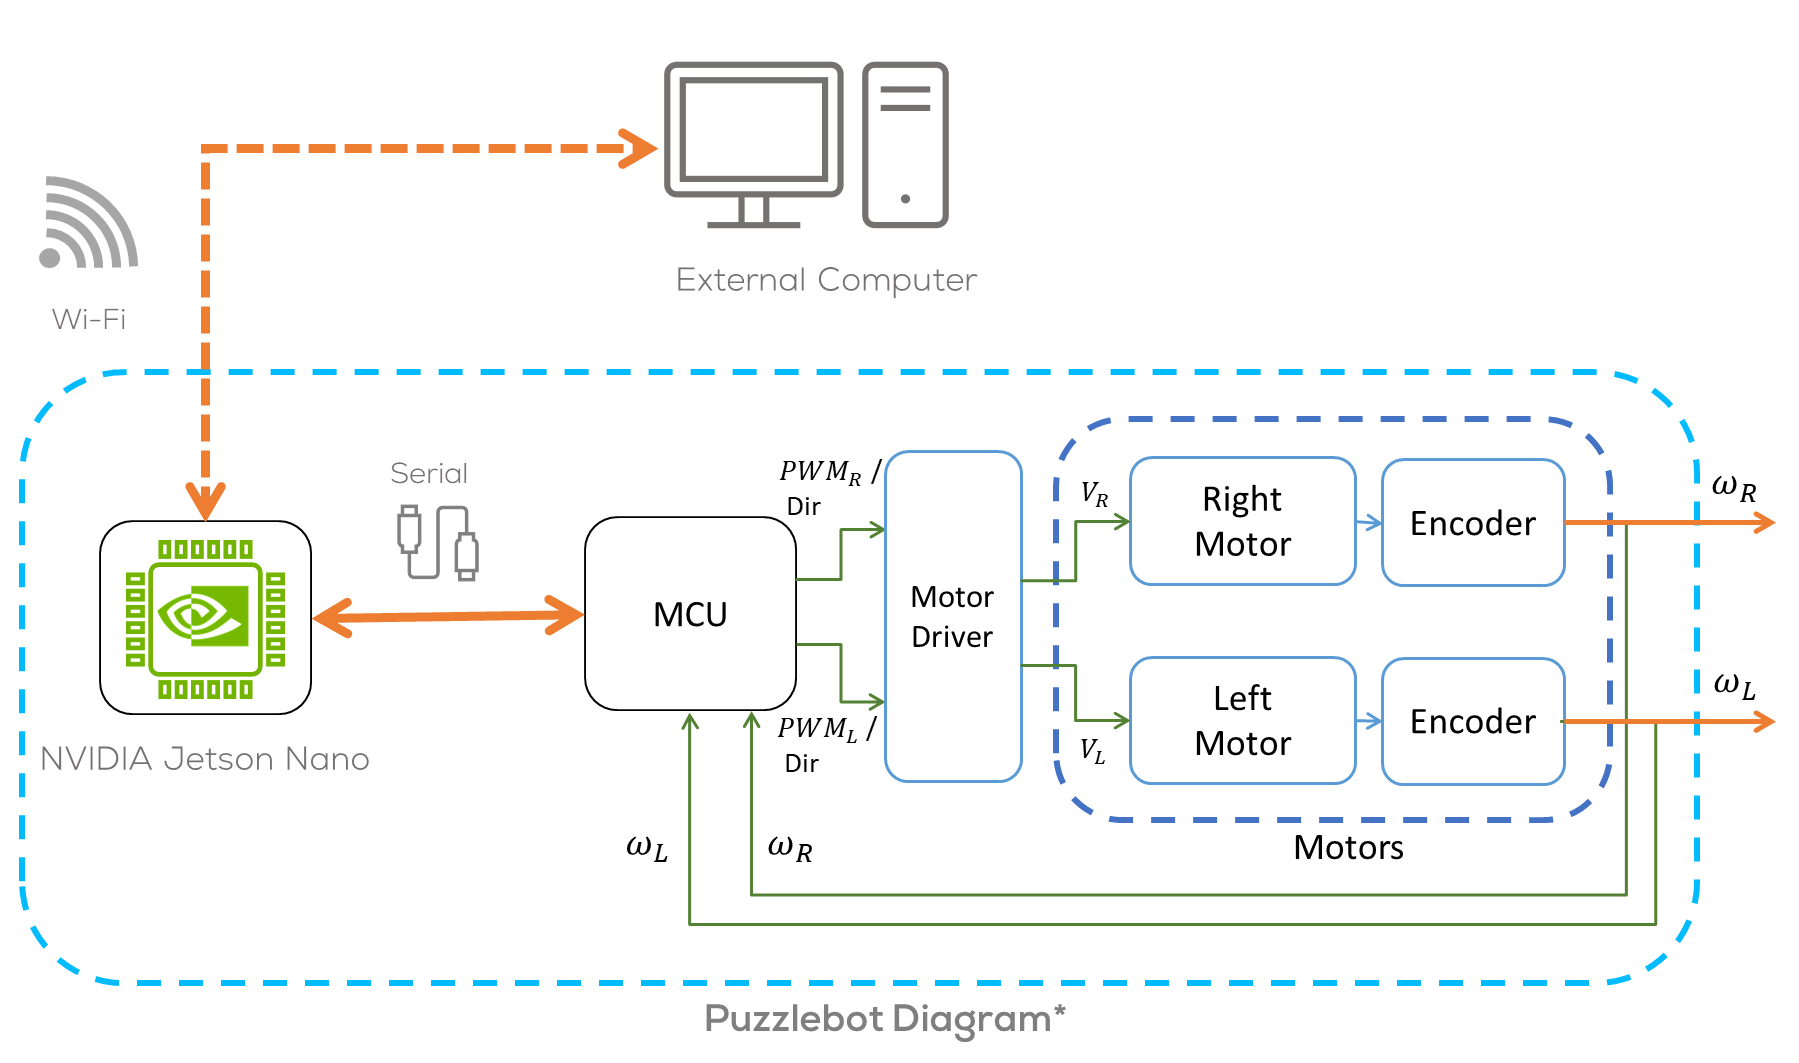 External Computer
Wi-Fi
Serial
PWM_R /
Dir
V_R
Right
Motor
Encoder
ω_R
MCU
Motor
Driver
PWM_L /
Dir
V_L
Left
Motor
Encoder
ω_L
NVIDIA Jetson Nano
ω_L
ω_R
Motors
Puzzlebot Diagram*